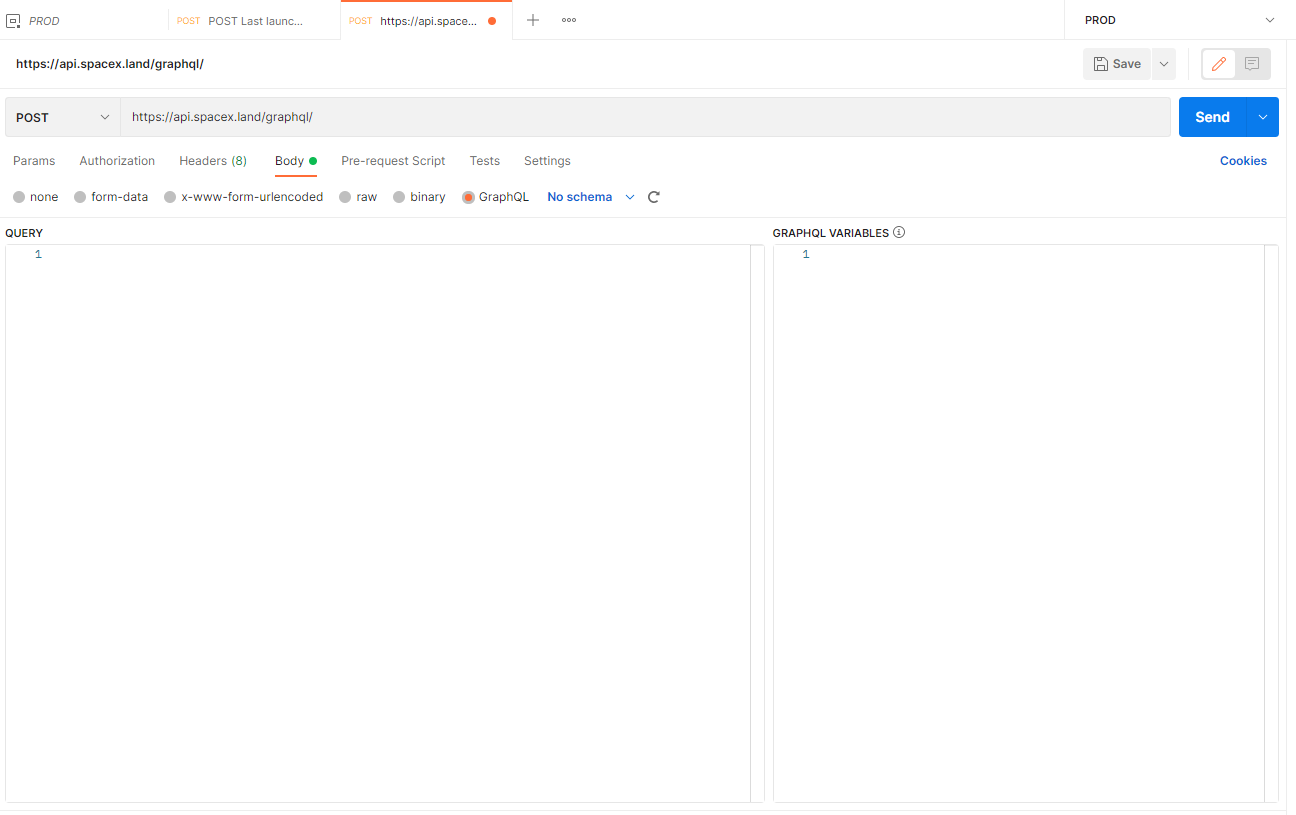 PROD POST POST Last launc... POST https://api.space... PROD
https://api.spacex.land/graphql/ Save
POST https://api.spacex.land/graphql/ Send
Params Authorization Headers (8) Body Pre-request Script Tests Settings Cookies
none form-data x-www-form-urlencoded raw binary GraphQL No schema
QUERY GRAPHQL VARIABLES
1 1